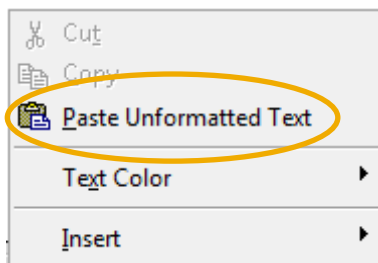 Cut
Copy
Paste Unformatted Text
Text Color
Insert